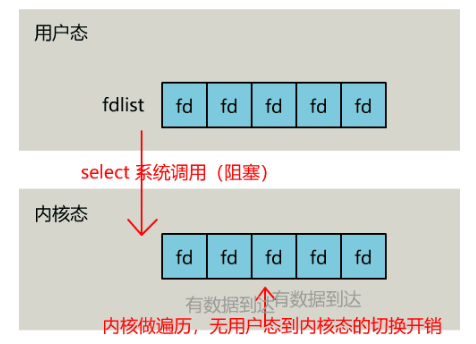 用户态
fdlist fd fd fd fd fd
select 系统调用（阻塞）
内核态
fd fd fd fd fd
有数据到达 有数据到达
内核做遍历，无用户态到内核态的切换开销